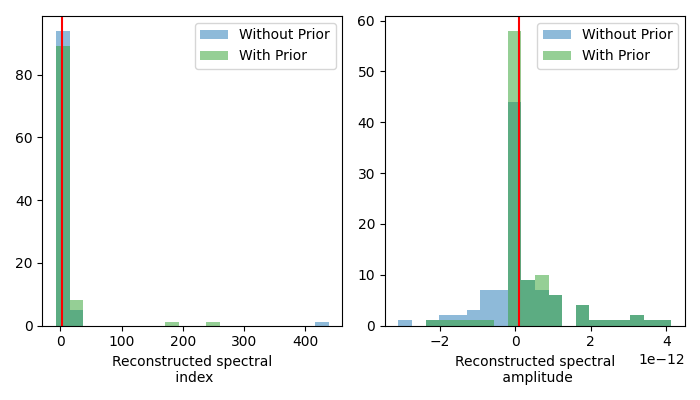 Without Prior
With Prior
80
60
40
20
0
0 100 200 300 400
Reconstructed spectral
index
Without Prior
With Prior
60
50
40
30
20
10
0
−2 0 2 4
1e−12
Reconstructed spectral
amplitude